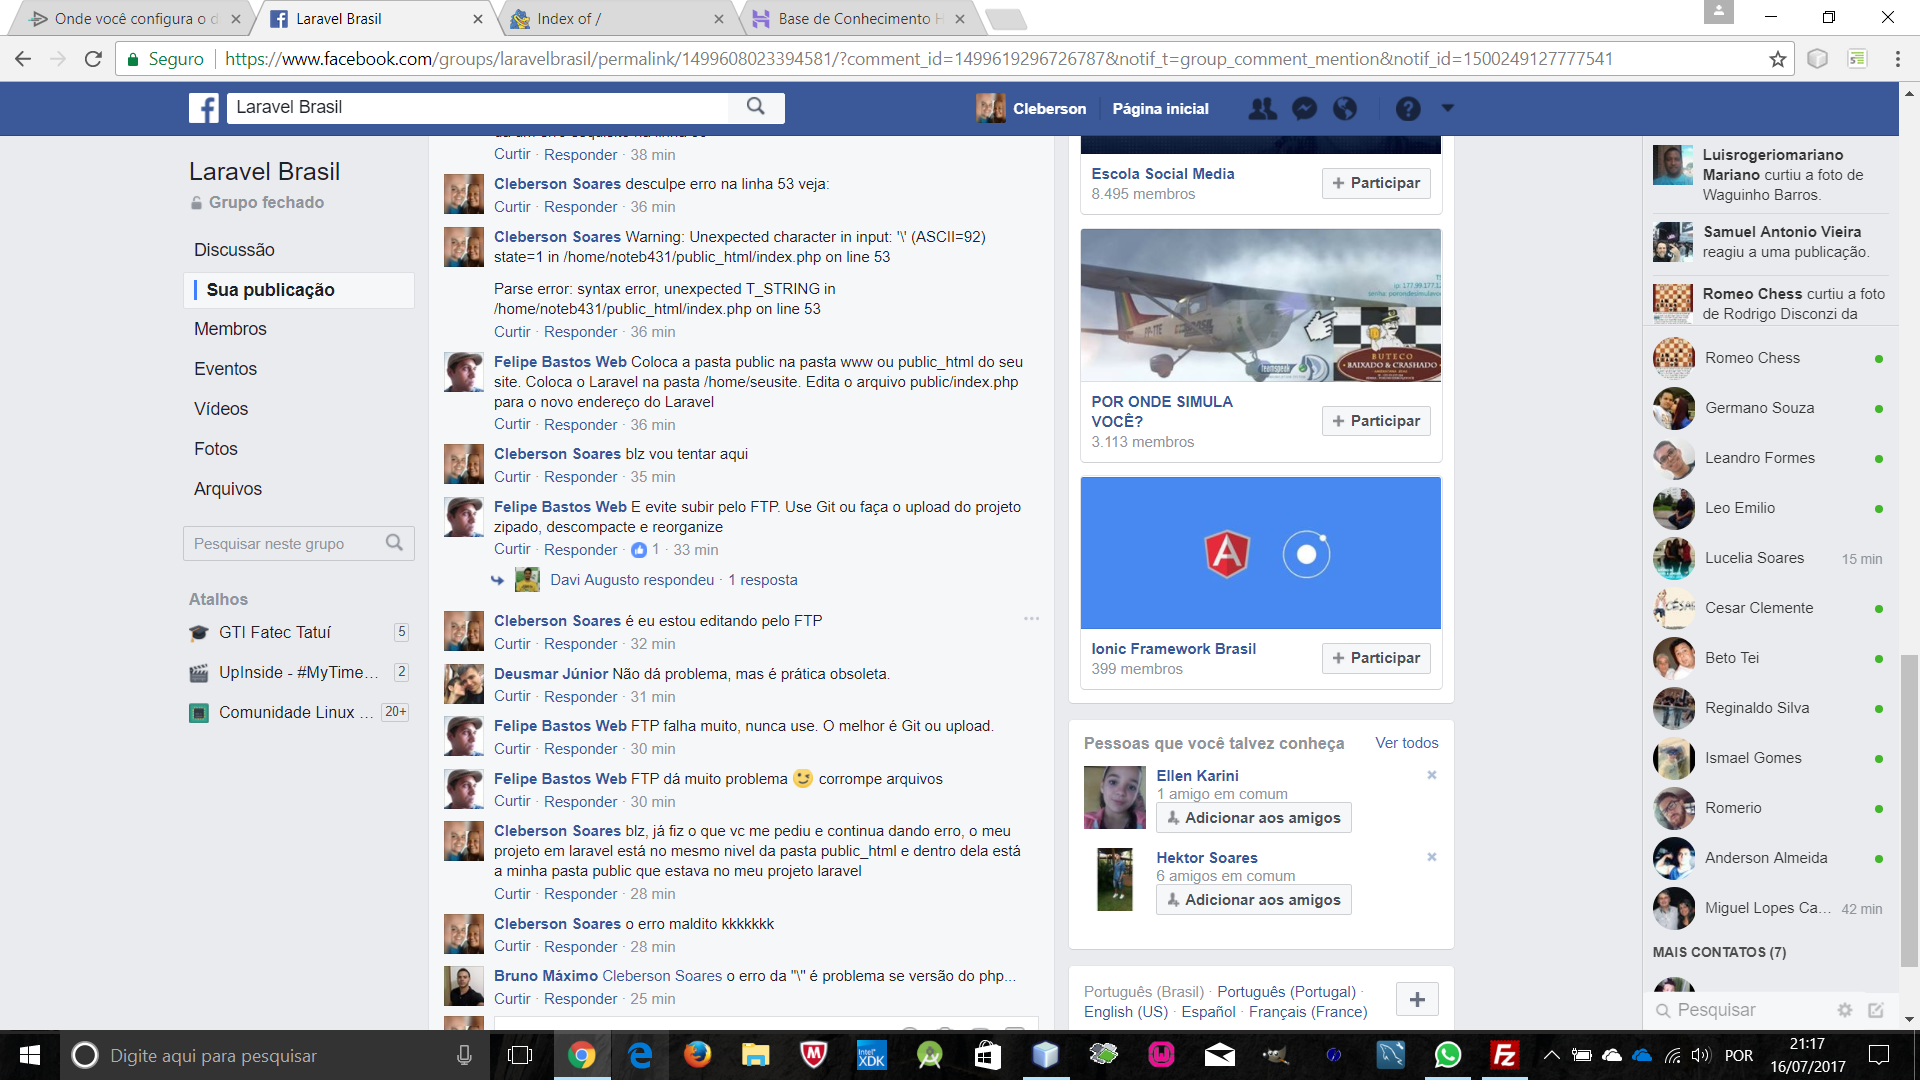 Onde você configura o d
Laravel Brasil
Index of /
Base de Conhecimento H
Seguro
https://www.facebook.com/groups/laravelbrasil/permalink/1499608023394581/?comment_id=1499619296726787&notif_t=group_comment_mention&notif_id=1500249127777541
Laravel Brasil
Cleberson
Página inicial
Laravel Brasil
Grupo fechado
Discussão
Sua publicação
Membros
Eventos
Vídeos
Fotos
Arquivos
Pesquisar neste grupo
Atalhos
GTI Fatec Tatuí 5
UpInside - #MyTime... 2
Comunidade Linux ... 20+
Curtir · Responder · 38 min
Cleberson Soares desculpe erro na linha 53 veja:
Curtir · Responder · 36 min
Cleberson Soares Warning: Unexpected character in input: '\' (ASCII=92)
state=1 in /home/noteb431/public_html/index.php on line 53
Parse error: syntax error, unexpected T_STRING in
/home/noteb431/public_html/index.php on line 53
Curtir · Responder · 36 min
Felipe Bastos Web Coloca a pasta public na pasta www ou public_html do seu
site. Coloca o Laravel na pasta /home/seusite. Edita o arquivo public/index.php
para o novo endereço do Laravel
Curtir · Responder · 36 min
Cleberson Soares blz vou tentar aqui
Curtir · Responder · 35 min
Felipe Bastos Web E evite subir pelo FTP. Use Git ou faça o upload do projeto
zipado, descompacte e reorganize
Curtir · Responder · 1 · 33 min
Davi Augusto respondeu · 1 resposta
Cleberson Soares é eu estou editando pelo FTP
Curtir · Responder · 32 min
Deusmar Júnior Não dá problema, mas é prática obsoleta.
Curtir · Responder · 31 min
Felipe Bastos Web FTP falha muito, nunca use. O melhor é Git ou upload.
Curtir · Responder · 30 min
Felipe Bastos Web FTP dá muito problema 😉 corrompe arquivos
Curtir · Responder · 30 min
Cleberson Soares blz, já fiz o que vc me pediu e continua dando erro, o meu
projeto em laravel está no mesmo nivel da pasta public_html e dentro dela está
a minha pasta public que estava no meu projeto laravel
Curtir · Responder · 28 min
Cleberson Soares o erro maldito kkkkkkk
Curtir · Responder · 28 min
Bruno Máximo Cleberson Soares o erro da "\" é problema se versão do php...
Curtir · Responder · 25 min
Escola Social Media
8.495 membros
+ Participar
ip: 177.99.177.12
BUTECO
BAIXADO & CRASHADO
teamspeak
POR ONDE SIMULA
VOCÊ?
3.113 membros
+ Participar
A
Ionic Framework Brasil
399 membros
+ Participar
Pessoas que você talvez conheça
Ver todos
Ellen Karini
1 amigo em comum
Adicionar aos amigos
Hektor Soares
6 amigos em comum
Adicionar aos amigos
Português (Brasil) · Português (Portugal) ·
English (US) · Español · Français (France)
Luisrogeriomariano
Mariano curtiu a foto de
Waguinho Barros.
Samuel Antonio Vieira
reagiu a uma publicação.
Romeo Chess curtiu a foto
de Rodrigo Disconzi da
Romeo Chess
Germano Souza
Leandro Formes
Leo Emilio
Lucelia Soares 15 min
Cesar Clemente
Beto Tei
Reginaldo Silva
Ismael Gomes
Romerio
Anderson Almeida
Miguel Lopes Ca... 42 min
MAIS CONTATOS (7)
Pesquisar
Digite aqui para pesquisar
intel
XDK
POR
21:17
16/07/2017